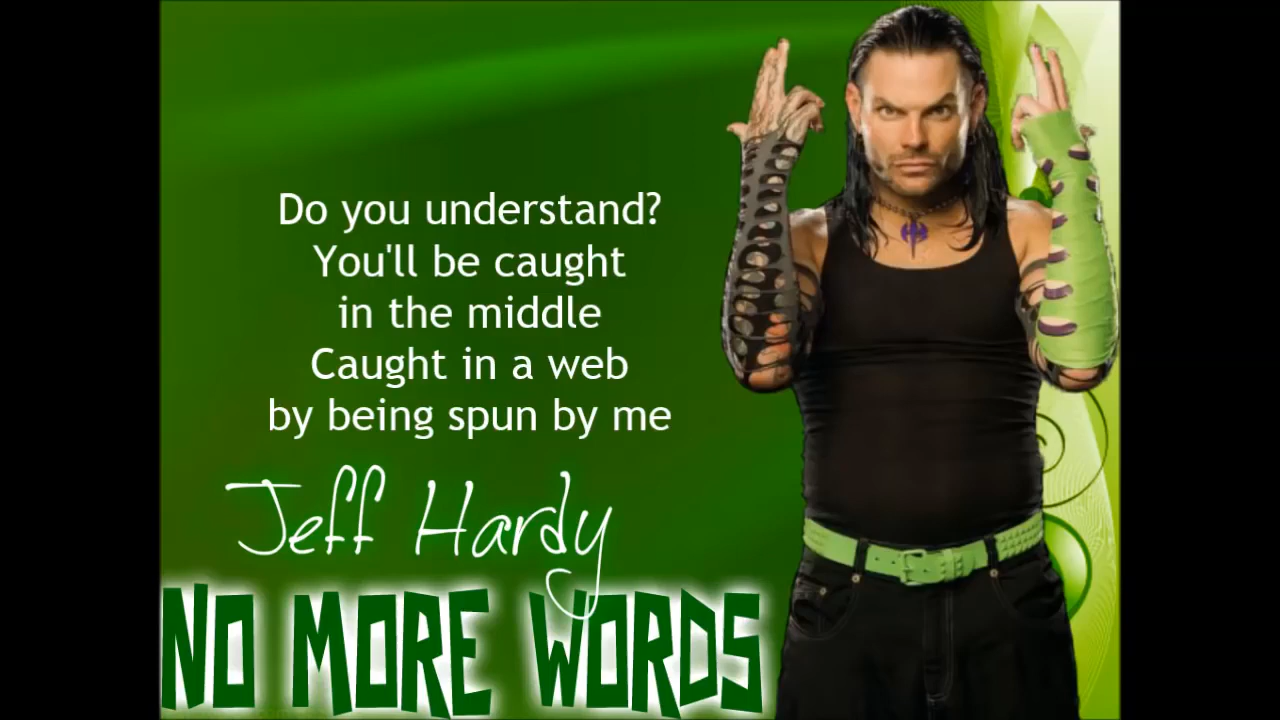 Do you understand?
You'll be caught
in the middle
Caught in a web
by being spun by me
Jeff Hardy
NO MORE WORDS